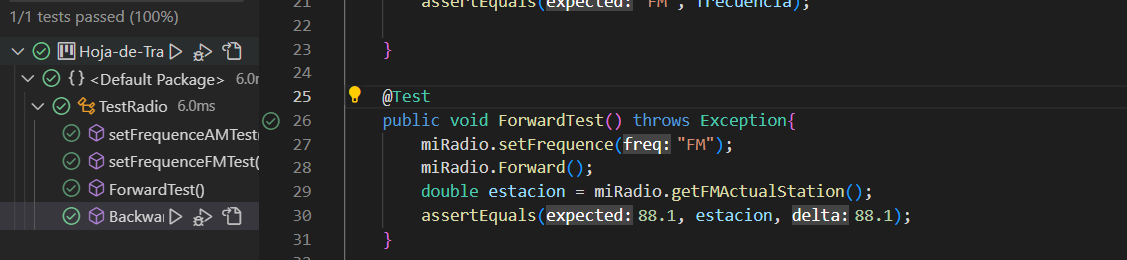 1/1 tests passed (100%)
Hoja-de-Tra
{} <Default Package> 6.0m
TestRadio 6.0ms
setFrequenceAMTest(
setFrequenceFMTest(
ForwardTest()
Backwa
21 assertEquals(expected: "FM", frecuencia);
22
23 }
24
25 @Test
26 public void ForwardTest() throws Exception{
27 miRadio.setFrequence(freq: "FM");
28 miRadio.Forward();
29 double estacion = miRadio.getFMActualStation();
30 assertEquals(expected: 88.1, estacion, delta: 88.1);
31 }